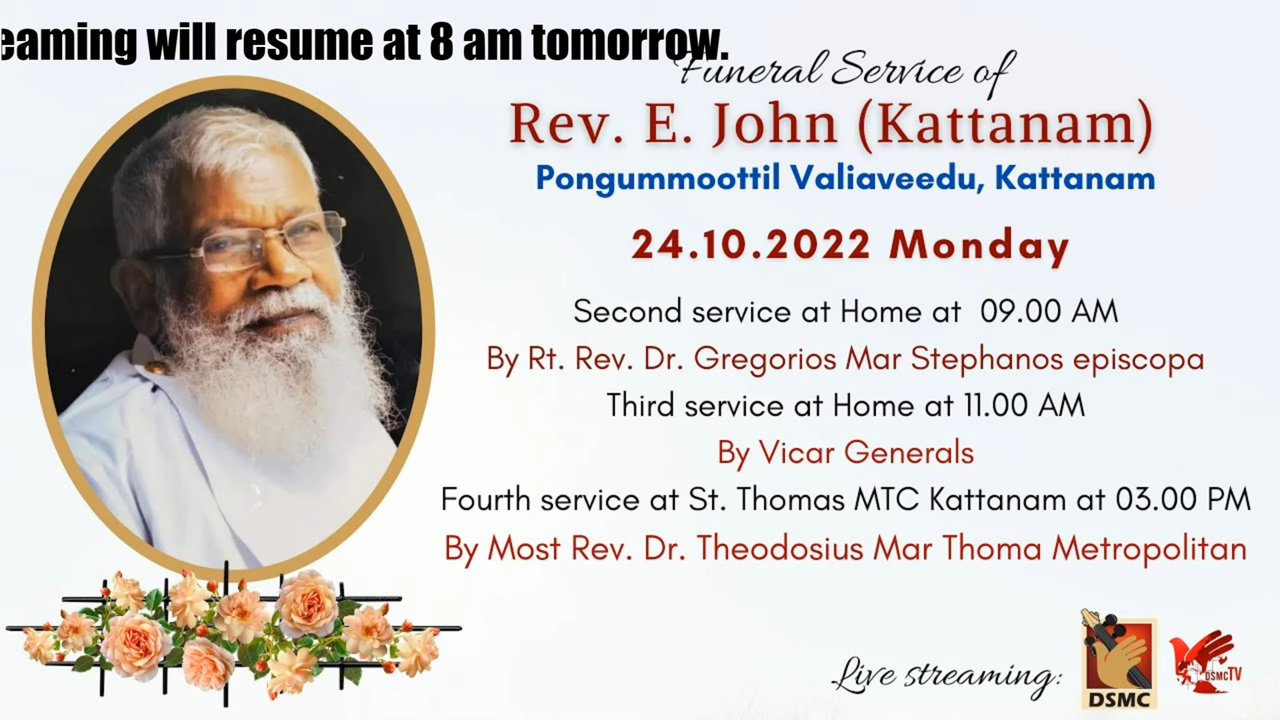 eaming will resume at 8 am tomorrow.
Funeral Service of
Rev. E. John (Kattanam)
Pongummoottil Valiaveedu, Kattanam
24.10.2022 Monday
Second service at Home at 09.00 AM
By Rt. Rev. Dr. Gregorios Mar Stephanos episcopa
Third service at Home at 11.00 AM
By Vicar Generals
Fourth service at St. Thomas MTC Kattanam at 03.00 PM
By Most Rev. Dr. Theodosius Mar Thoma Metropolitan
Live streaming:
DSMC
DSMCTV